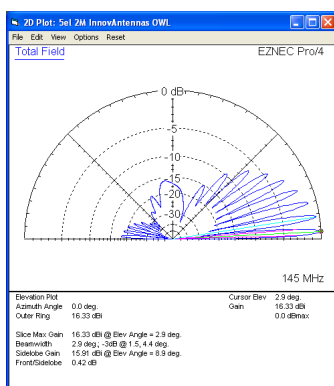 2D Plot: 5el 2M InnovAntennas OWL
File Edit View Options Reset
Total Field
EZNEC Pro/4
0 dB
-5
-10
-15
-20
-30
145 MHz
Elevation Plot
Azimuth Angle 0.0 deg.
Outer Ring 16.33 dBi
Cursor Elev 2.9 deg.
Gain 16.33 dBi
0.0 dBmax
Slice Max Gain 16.33 dBi @ Elev Angle = 2.9 deg.
Beamwidth 2.9 deg.; -3dB @ 1.5, 4.4 deg.
Sidelobe Gain 15.91 dBi @ Elev Angle = 8.9 deg.
Front/Sidelobe 0.42 dB